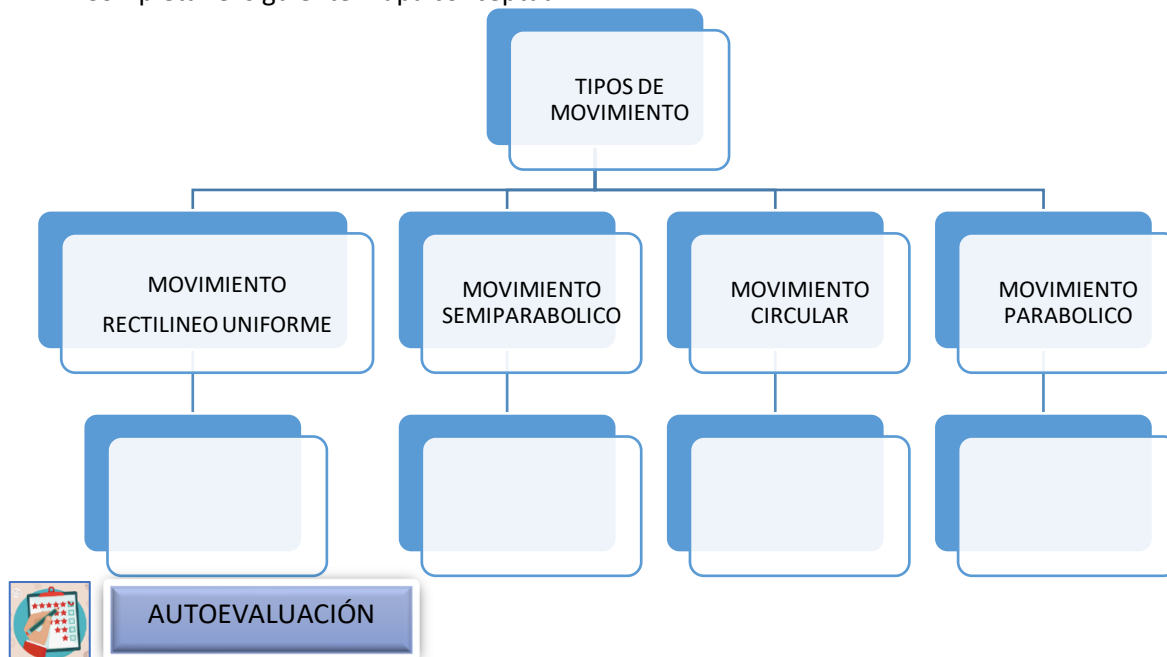 TIPOS DE
MOVIMIENTO
MOVIMIENTO
RECTILINEO UNIFORME
MOVIMIENTO
SEMIPARABOLICO
MOVIMIENTO
CIRCULAR
MOVIMIENTO
PARABOLICO
AUTOEVALUACIÓN